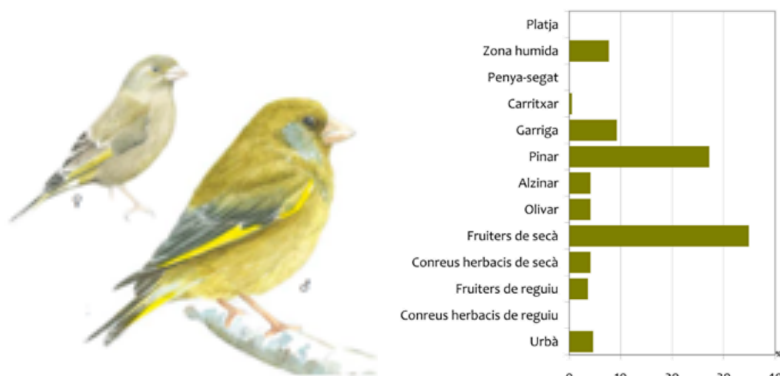 Platja
Zona humida
Penya-segat
Carritxar
Garriga
Pinar
Alzinar
Olivar
Fruiters de secà
Conreus herbacis de secà
Fruiters de reguiu
Conreus herbacis de reguiu
Urbà
♀
♂